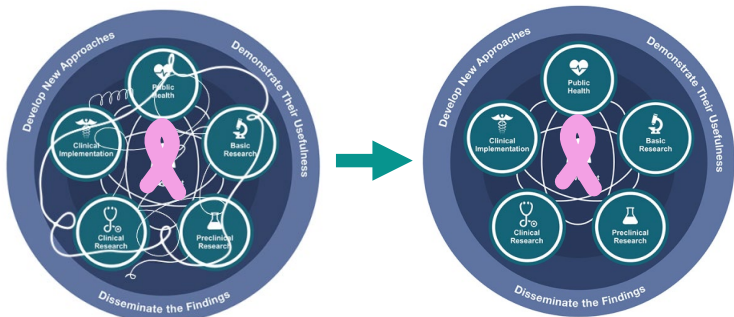 Develop New Approaches
Demonstrate Their Usefulness
Public
Health
Clinical
Implementation
Basic
Research
Clinical
Research
Preclinical
Research
Disseminate the Findings
Develop New Approaches
Demonstrate Their Usefulness
Public
Health
Clinical
Implementation
Basic
Research
Clinical
Research
Preclinical
Research
Disseminate the Findings